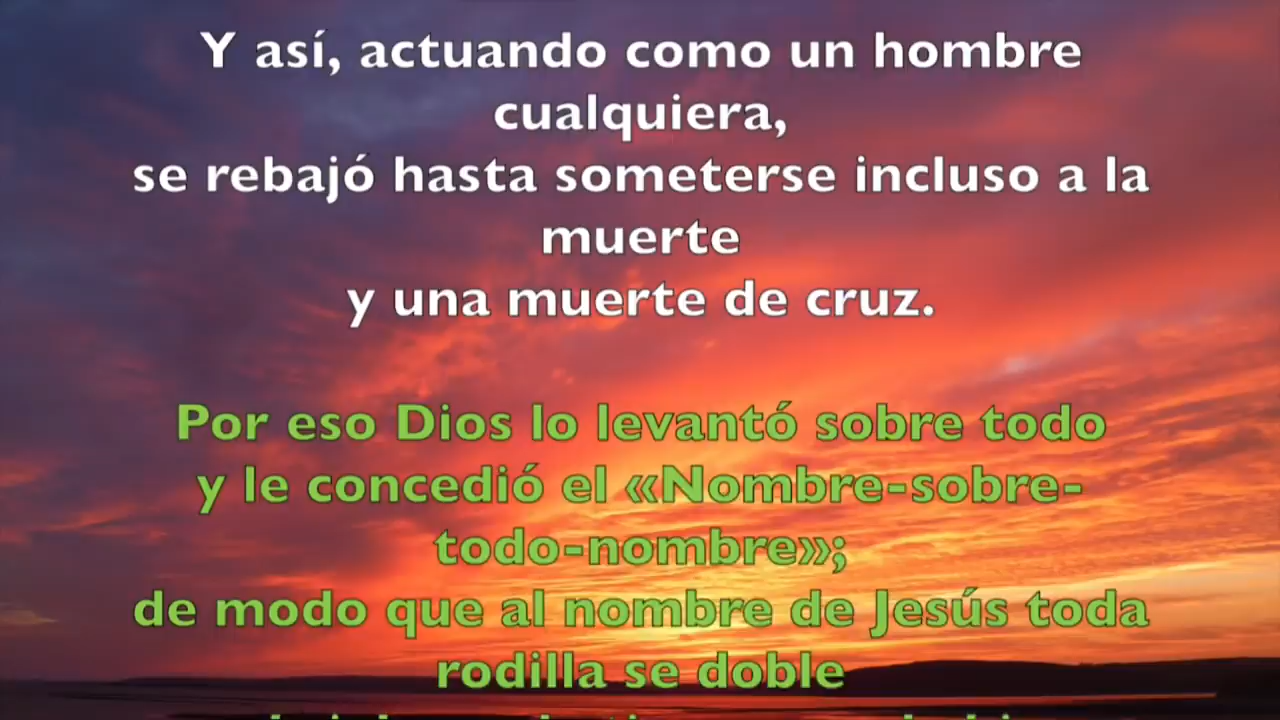 Y así, actuando como un hombre
cualquiera,
se rebajó hasta someterse incluso a la
muerte
y una muerte de cruz.
Por eso Dios lo levantó sobre todo
y le concedió el «Nombre-sobre-
todo-nombre»;
de modo que al nombre de Jesús toda
rodilla se doble